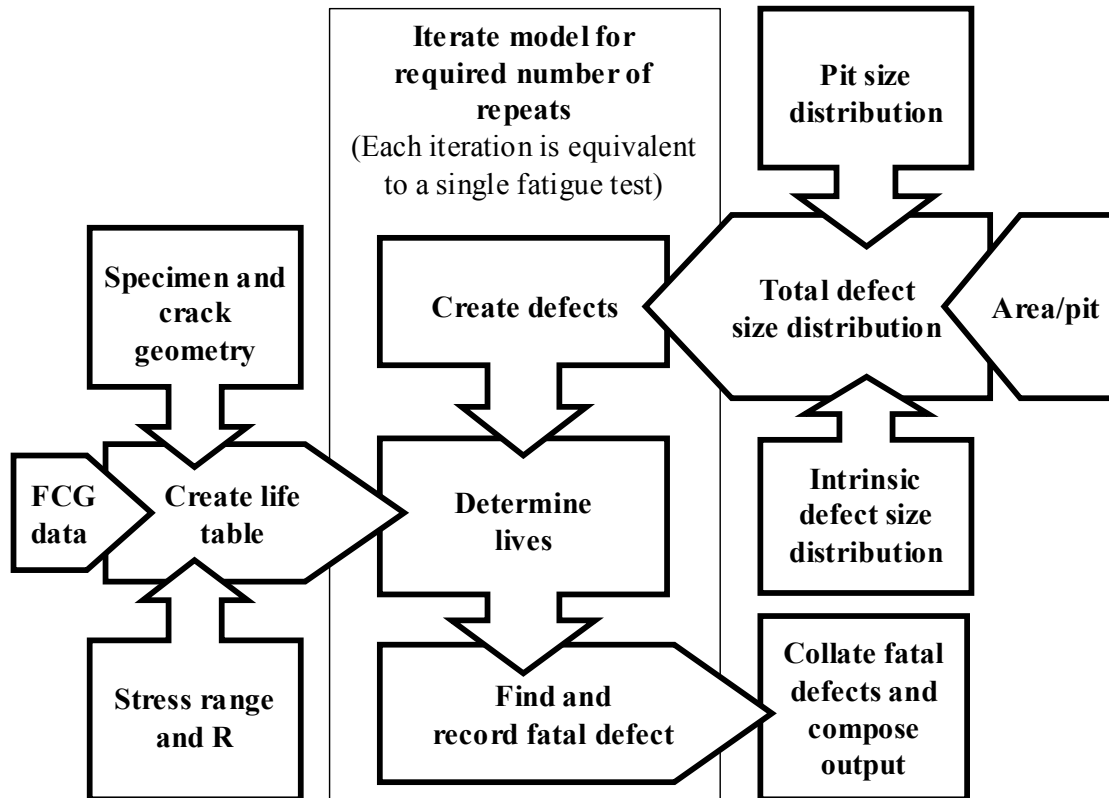 Iterate model for
required number of
repeats
(Each iteration is equivalent
to a single fatigue test)
Pit size
distribution
Specimen and
crack
geometry
Create defects
Total defect
size distribution
Area/pit
FCG
data
Create life
table
Determine
lives
Intrinsic
defect size
distribution
Stress range
and R
Find and
record fatal defect
Collate fatal
defects and
compose
output